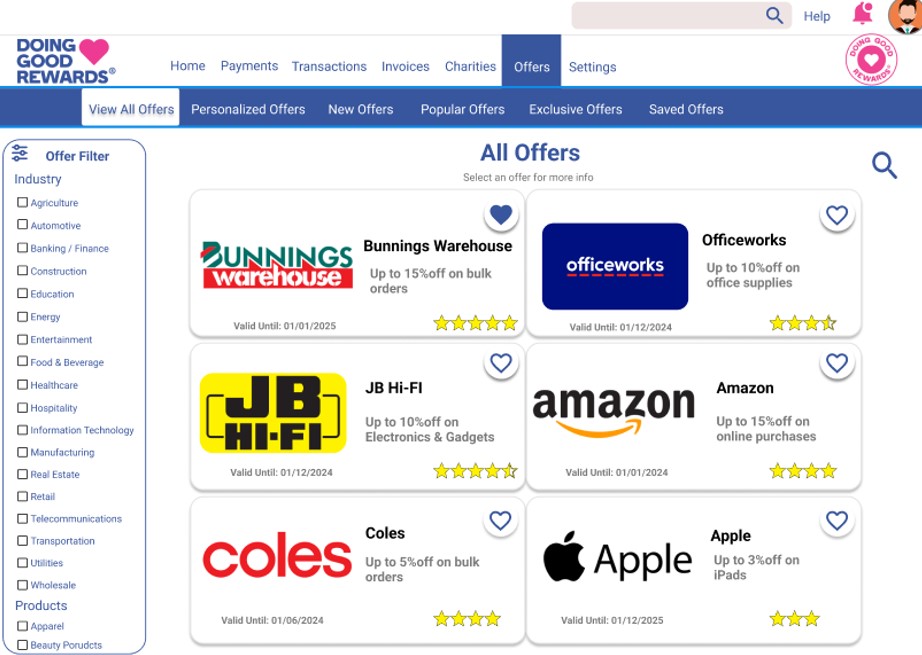 Help
DOING
GOOD
REWARDS®
DOING GOOD
REWARDS®
Home Payments Transactions Invoices Charities Offers Settings
View All Offers Personalized Offers New Offers Popular Offers Exclusive Offers Saved Offers
Offer Filter
Industry
Agriculture
Automotive
Banking / Finance
Construction
Education
Energy
Entertainment
Food & Beverage
Healthcare
Hospitality
Information Technology
Manufacturing
Real Estate
Retail
Telecommunications
Transportation
Utilities
Wholesale
Products
Apparel
Beauty Porudcts
All Offers
Select an offer for more info
BUNNINGS
warehouse
Bunnings Warehouse
Up to 15%off on bulk
orders
Valid Until: 01/01/2025
officeworks
Officeworks
Up to 10%off on
office supplies
Valid Until: 01/12/2024
JB
HI-FI
JB Hi-FI
Up to 10%off on
Electronics & Gadgets
Valid Until: 01/12/2024
amazon
Amazon
Up to 15%off on
online purchases
Valid Until: 01/01/2024
coles
Coles
Up to 5%off on bulk
orders
Valid Until: 01/06/2024
Apple
Apple
Up to 3%off on
iPads
Valid Until: 01/12/2025